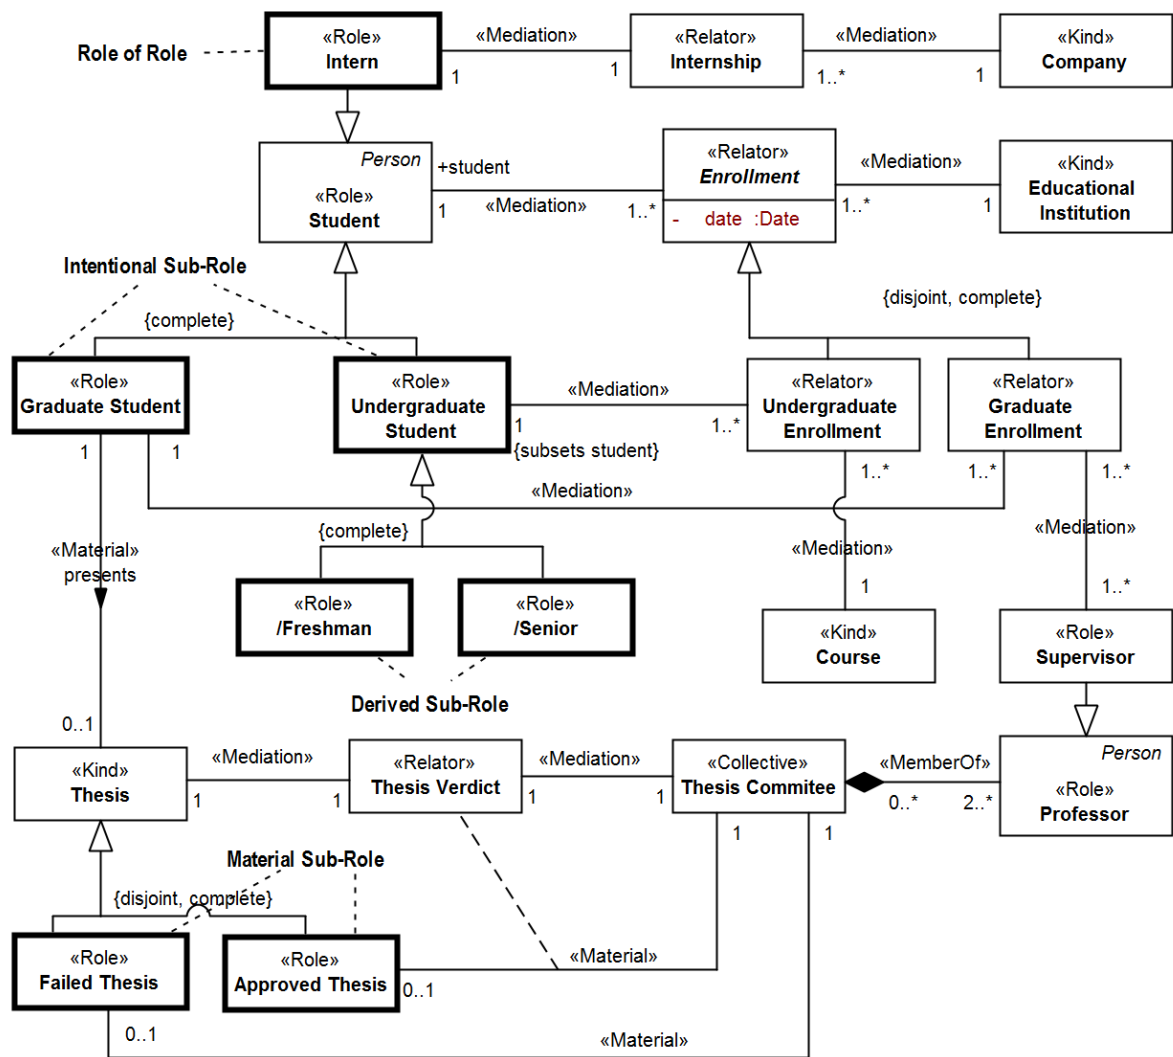 «Role»
Intern
«Mediation»
1
1
«Relator»
Internship
«Mediation»
1..*
1
«Kind»
Company
Role of Role
Person
«Role»
Student
+student
1
«Mediation»
1..*
«Relator»
Enrollment
- date :Date
«Mediation»
1..*
1
«Kind»
Educational
Institution
Intentional Sub-Role
{complete}
{disjoint, complete}
«Role»
Graduate Student
1
1
«Role»
Undergraduate
Student
«Mediation»
1
1..*
{subsets student}
«Relator»
Undergraduate
Enrollment
1..*
«Relator»
Graduate
Enrollment
1..*
1..*
«Mediation»
{complete}
«Material»
presents
«Mediation»
1
«Mediation»
1..*
«Role»
/Freshman
«Role»
/Senior
Derived Sub-Role
«Kind»
Course
«Role»
Supervisor
0..1
«Kind»
Thesis
«Mediation»
1
1
«Relator»
Thesis Verdict
«Mediation»
1
1
«Collective»
Thesis Commitee
1
1
«MemberOf»
0..*
2..*
Person
«Role»
Professor
Material Sub-Role
{disjoint, complete}
«Role»
Failed Thesis
0..1
«Role»
Approved Thesis
0..1
«Material»
«Material»